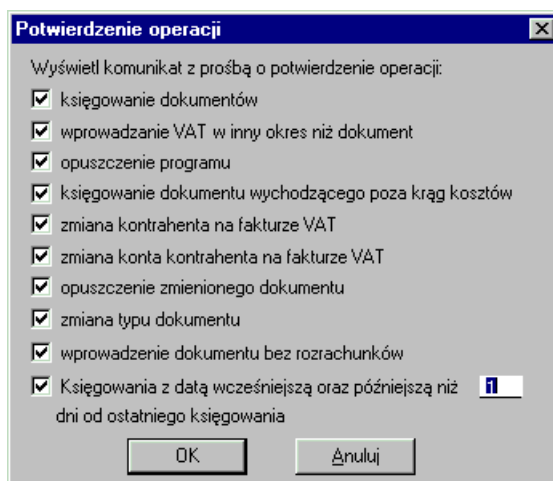 Potwierdzenie operacji
Wyświetl komunikat z prośbą o potwierdzenie operacji:
księgowanie dokumentów
wprowadzanie VAT w inny okres niż dokument
opuszczenie programu
księgowanie dokumentu wychodzącego poza krąg kosztów
zmiana kontrahenta na fakturze VAT
zmiana konta kontrahenta na fakturze VAT
opuszczenie zmienionego dokumentu
zmiana typu dokumentu
wprowadzenie dokumentu bez rozrachunków
Księgowania z datą wcześniejszą oraz późniejszą niż 1
dni od ostatniego księgowania
OK Anuluj